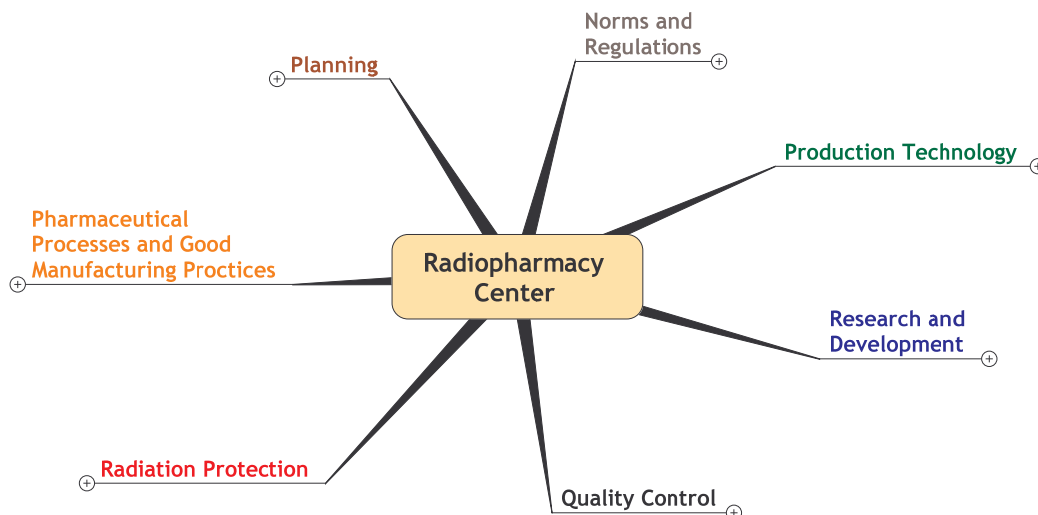 Norms and
Regulations
Planning
Production Technology
Pharmaceutical
Processes and Good
Manufacturing Proctices
Radiopharmacy
Center
Research and
Development
Radiation Protection
Quality Control